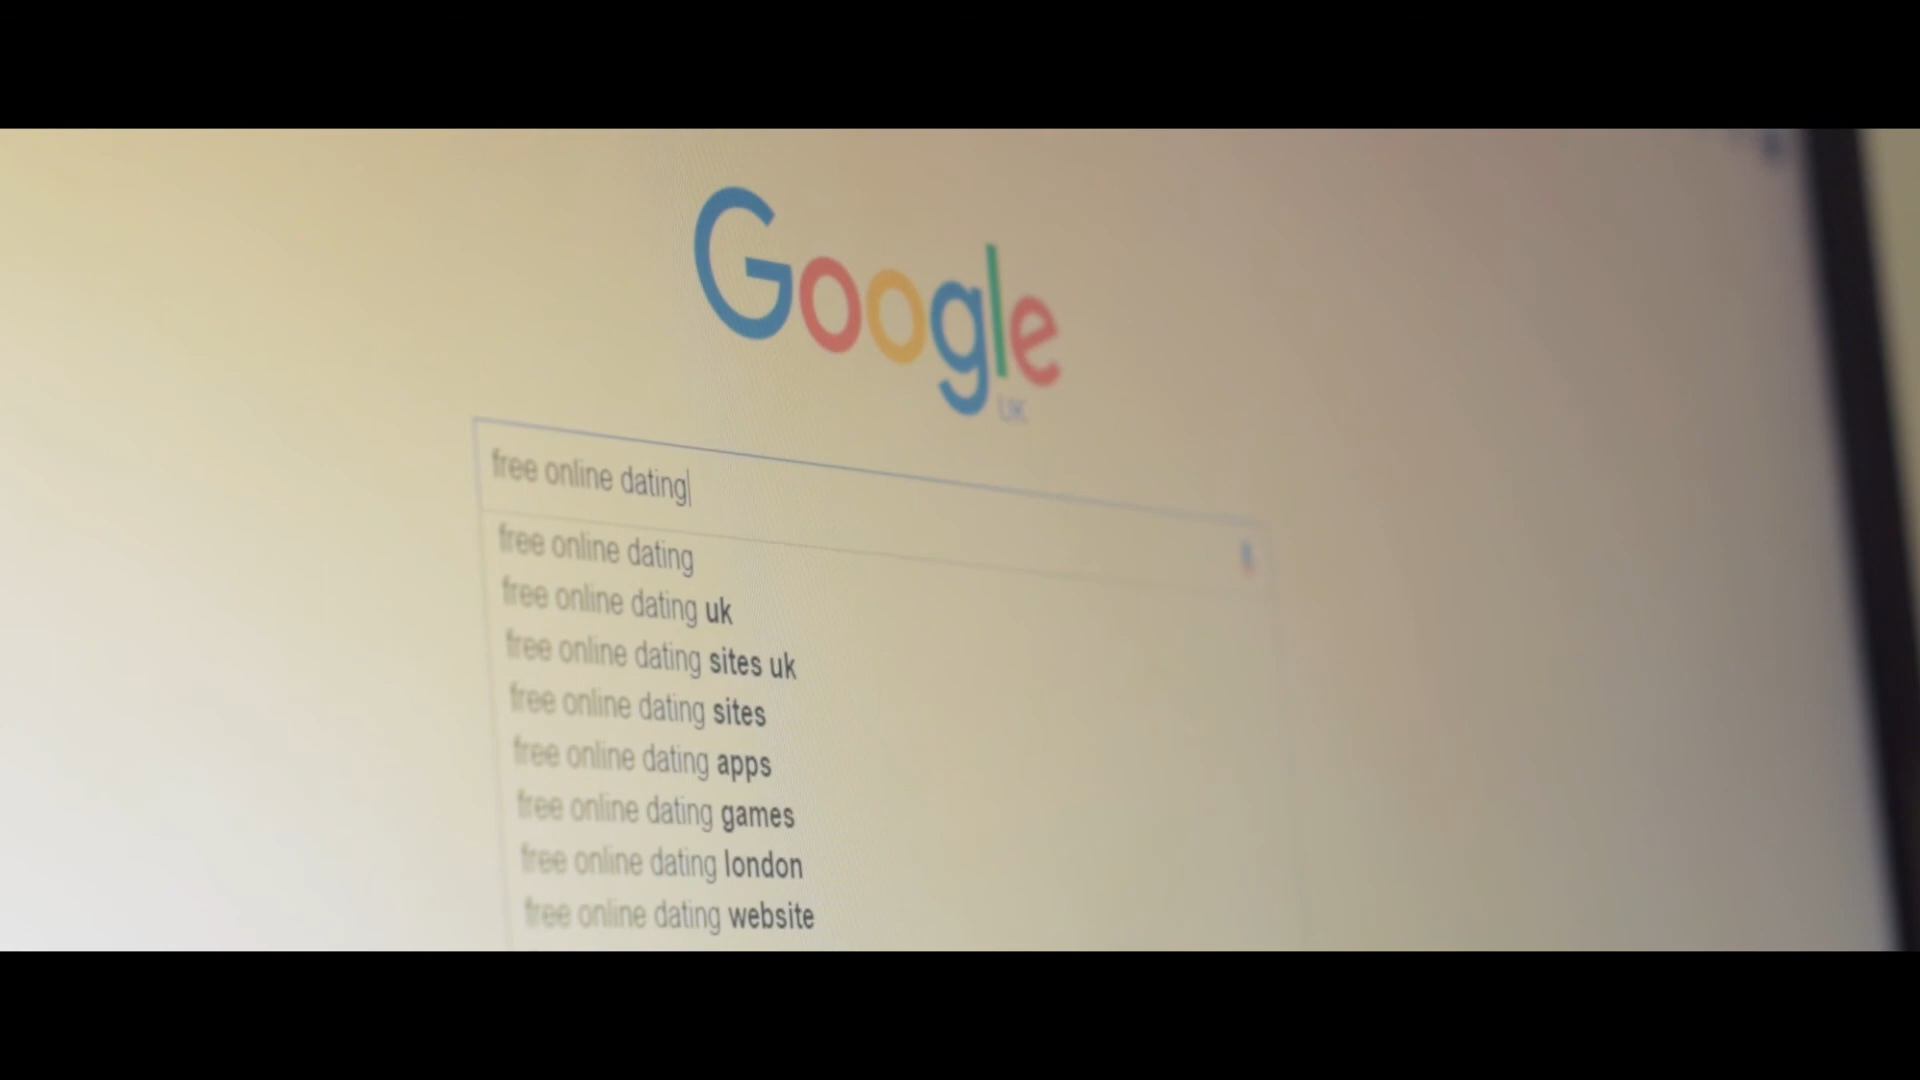 Google
UK
free online dating
free online dating
free online dating uk
free online dating sites uk
free online dating sites
free online dating apps
free online dating games
free online dating london
free online dating website